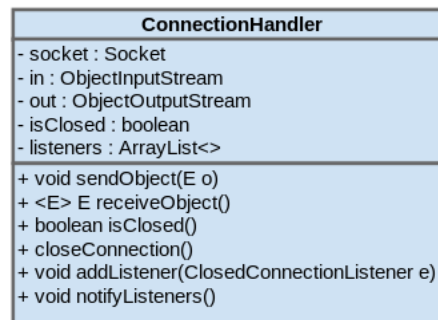 ConnectionHandler
- socket : Socket
- in : ObjectInputStream
- out : ObjectOutputStream
- isClosed : boolean
- listeners : ArrayList<>
+ void sendObject(E o)
+ <E> E receiveObject()
+ boolean isClosed()
+ closeConnection()
+ void addListener(ClosedConnectionListener e)
+ void notifyListeners()